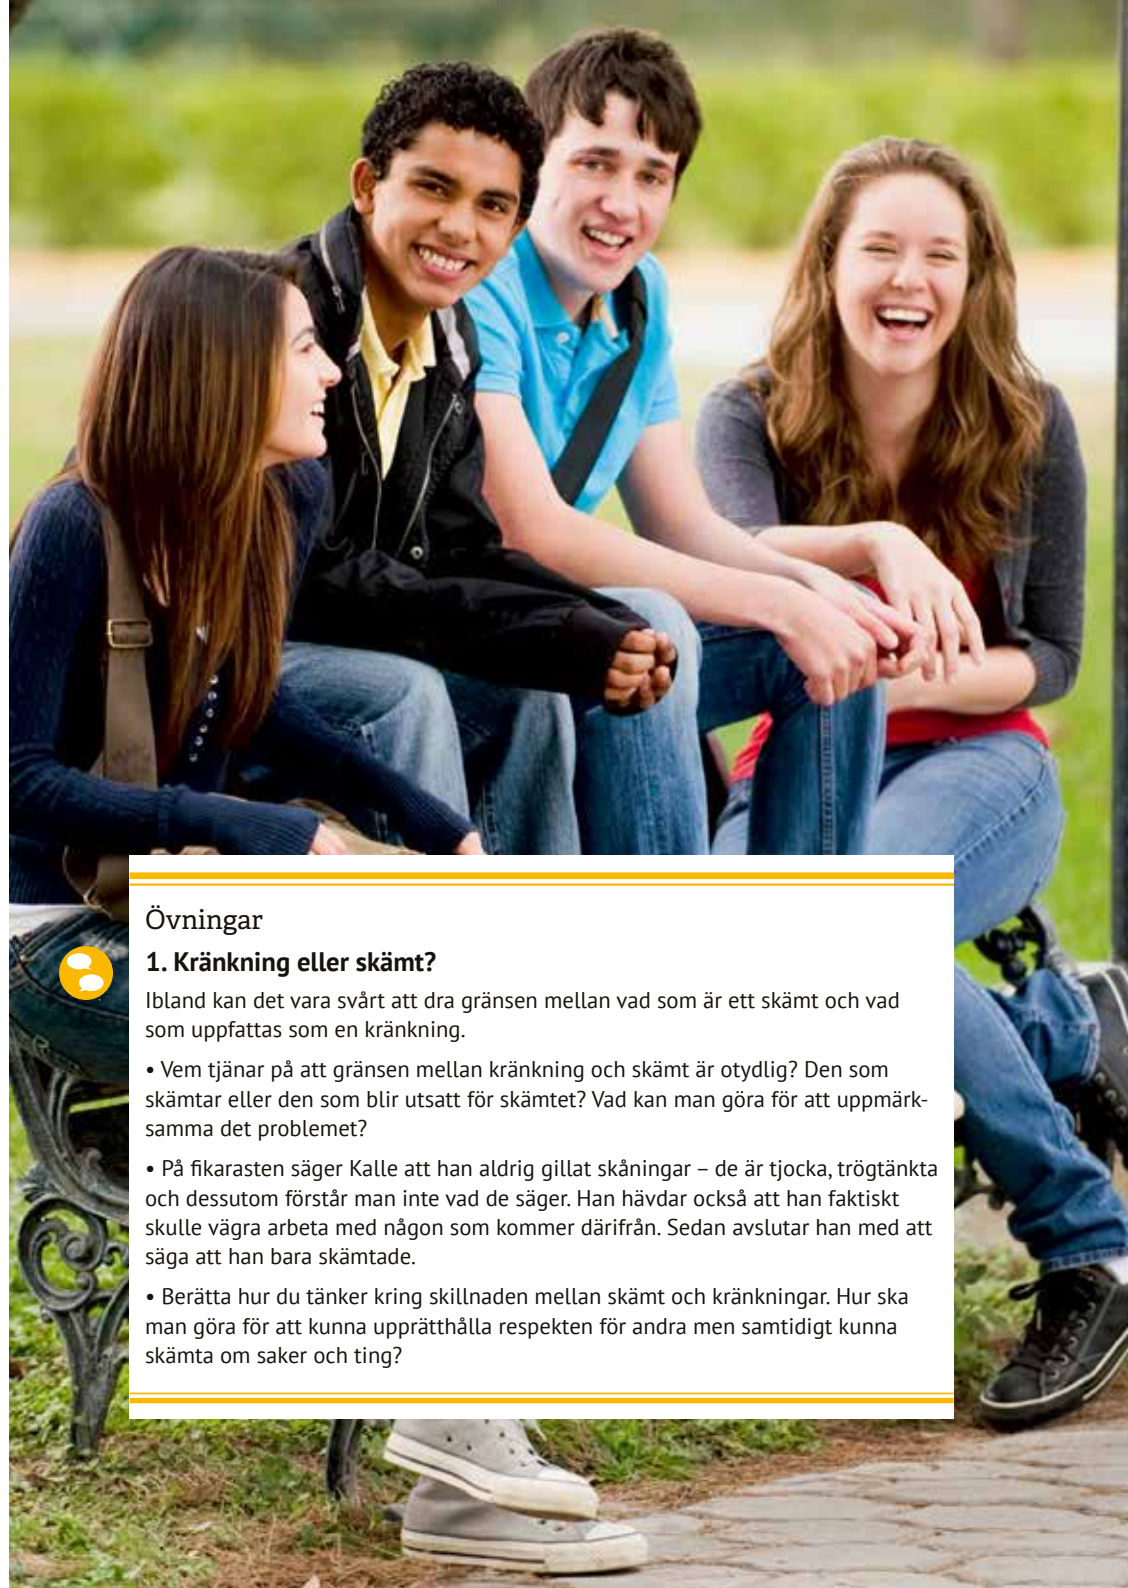 Övningar
1. Kränkning eller skämt?
Ibland kan det vara svårt att dra gränsen mellan vad som är ett skämt och vad
som uppfattas som en kränkning.
• Vem tjänar på att gränsen mellan kränkning och skämt är otydlig? Den som
skämtar eller den som blir utsatt för skämtet? Vad kan man göra för att uppmärk-
samma det problemet?
• På fikarasten säger Kalle att han aldrig gillat skåningar – de är tjocka, trögtänkta
och dessutom förstår man inte vad de säger. Han hävdar också att han faktiskt
skulle vägra arbeta med någon som kommer därifrån. Sedan avslutar han med att
säga att han bara skämtade.
• Berätta hur du tänker kring skillnaden mellan skämt och kränkningar. Hur ska
man göra för att kunna upprätthålla respekten för andra men samtidigt kunna
skämta om saker och ting?